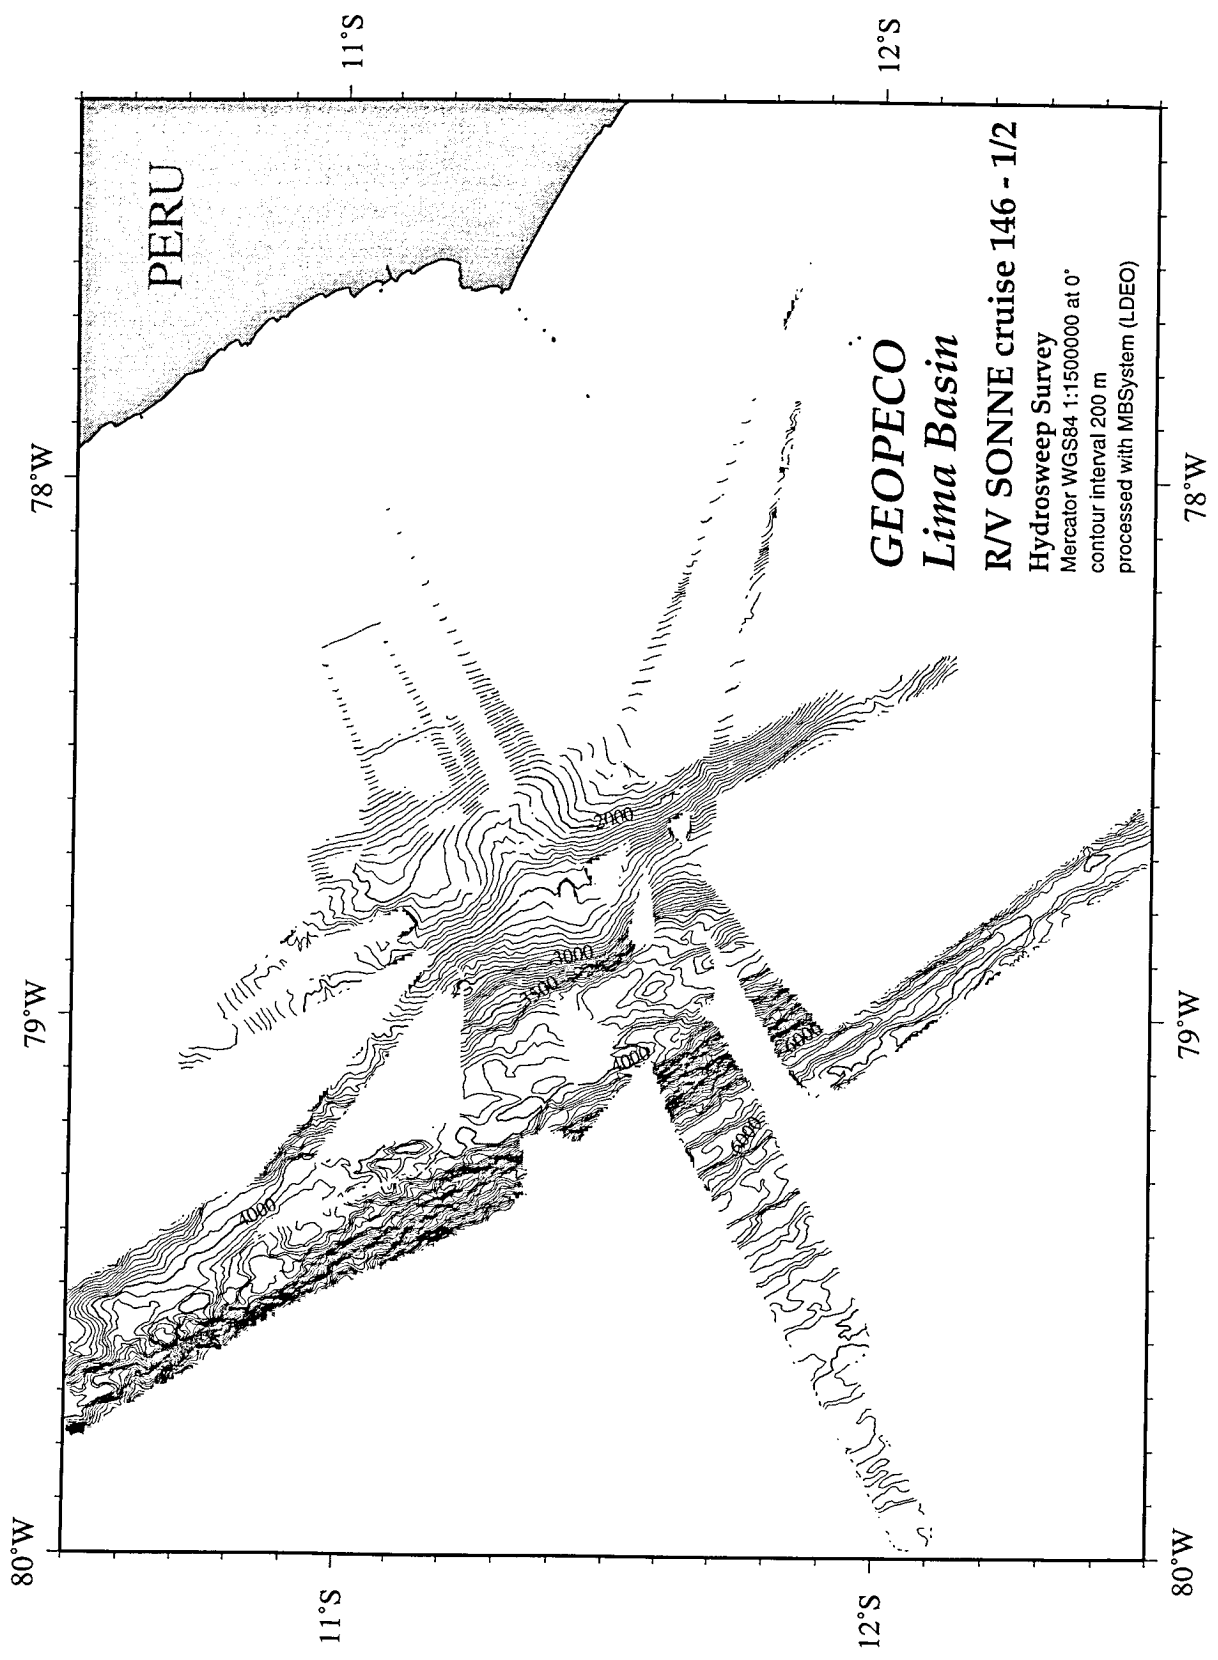 80°W
79°W
78°W
11°S
11°S
12°S
12°S
PERU
2000
3000
3500
4000
4000
6000
6000
GEOPECO
Lima Basin
R/V SONNE cruise 146 - 1/2
Hydrosweep Survey
Mercator WGS84 1:1500000 at 0°
contour interval 200 m
processed with MBSystem (LDEO)
80°W
79°W
78°W